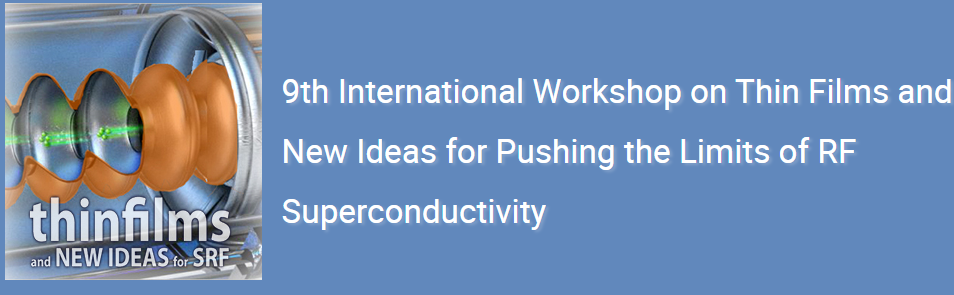 thinfilms
and NEW IDEAS for SRF
9th International Workshop on Thin Films and
New Ideas for Pushing the Limits of RF
Superconductivity